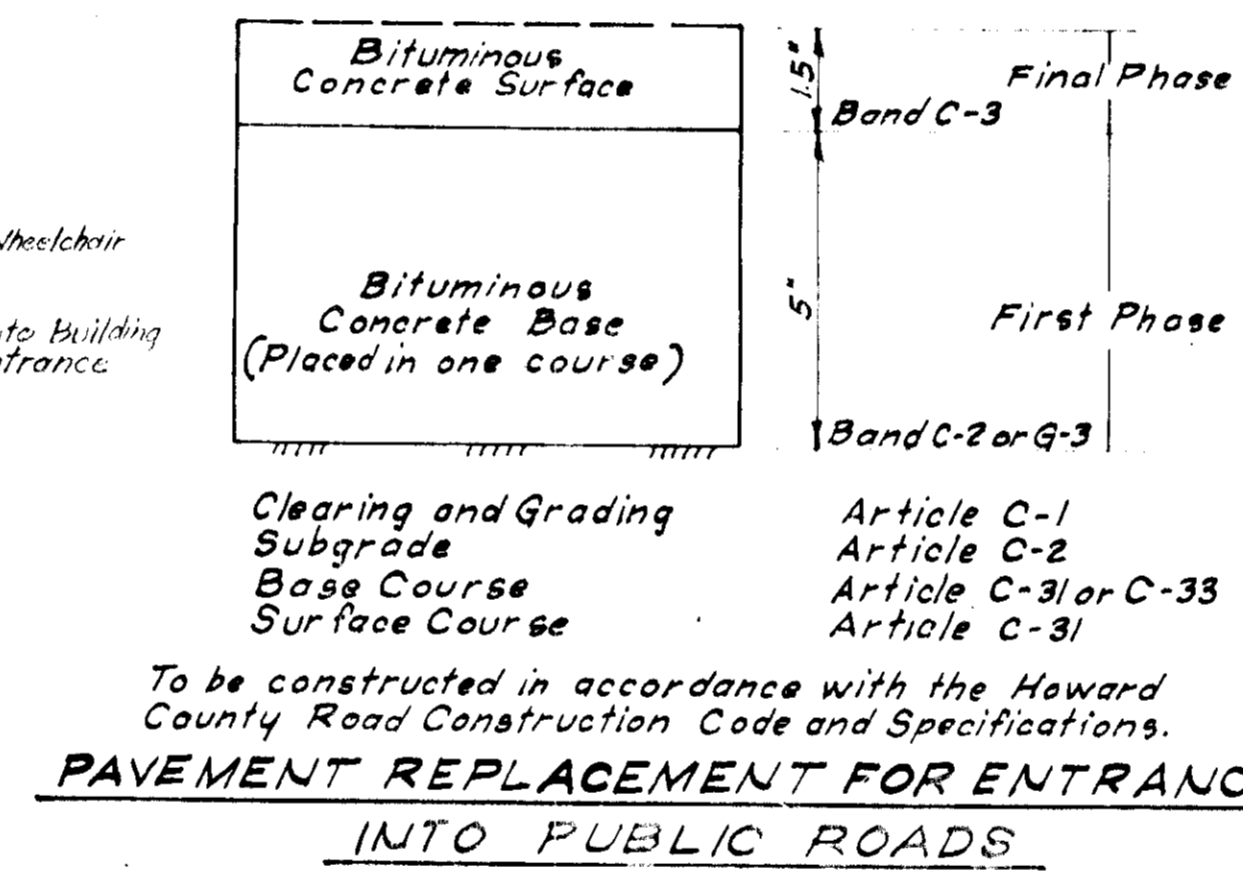 Bituminous
Concrete Surface
1.5"
Final Phase
Band C-3
Wheelchair
Bituminous
Concrete Base
(Placed in one course)
5"
First Phase
to Building
Band C-2 or G-3
Clearing and Grading Article C-1
Subgrade Article C-2
Base Course Article C-31 or C-33
Surface Course Article C-31
To be constructed in accordance with the Howard
County Road Construction Code and Specifications.
PAVEMENT REPLACEMENT FOR ENTRANC
INTO PUBLIC ROADS